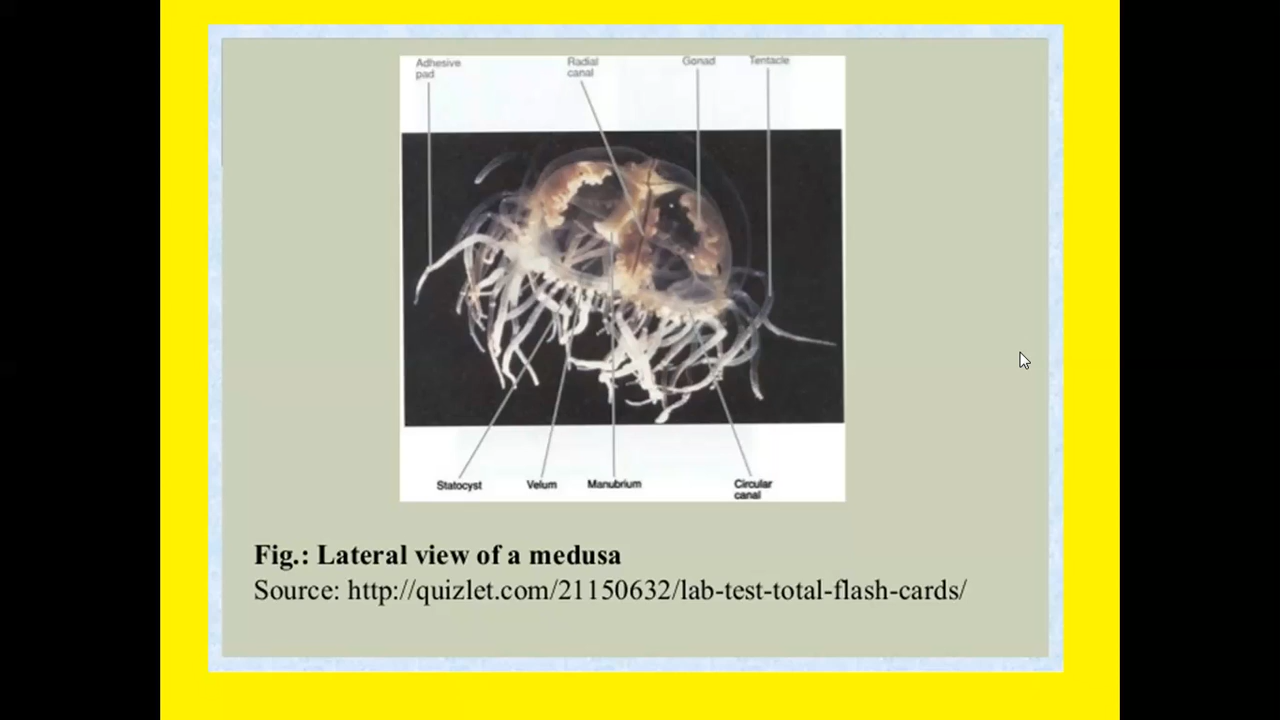 Adhesive pad
Radial canal
Gonad
Tentacle
Statocyst
Velum
Manubrium
Circular canal
Fig.: Lateral view of a medusa
Source: http://quizlet.com/21150632/lab-test-total-flash-cards/